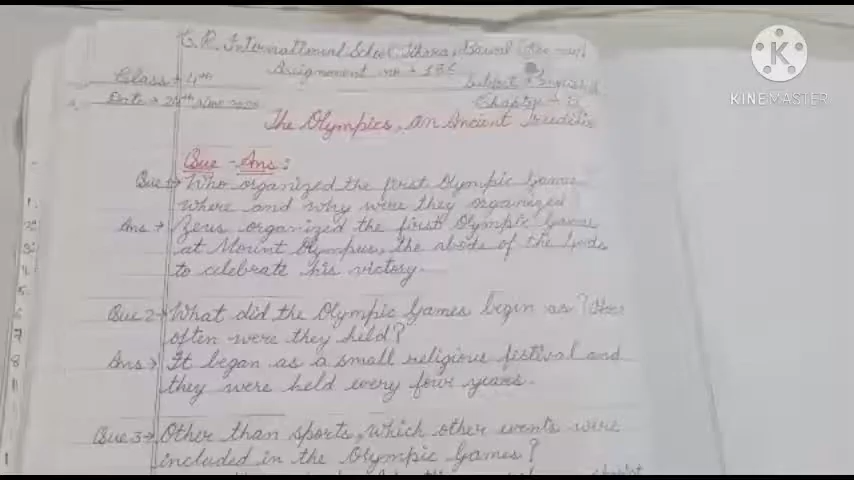 International School
Assignment no
Class → 4th
Subject
KINEMASTER
Date →
Chapter
The Olympics, an Ancient
Que - Ans:
Que 1→ Who organized the first Olympic Games
where and why were they organized
Ans → Zeus organized the first Olympic Games
at Mount Olympus, the abode of the Gods
to celebrate his victory.
Que 2→ What did the Olympic Games begin as? How
often were they held?
Ans → It began as a small religious festival and
they were held every four years.
Que 3→ Other than sports, which other events were
included in the Olympic Games?